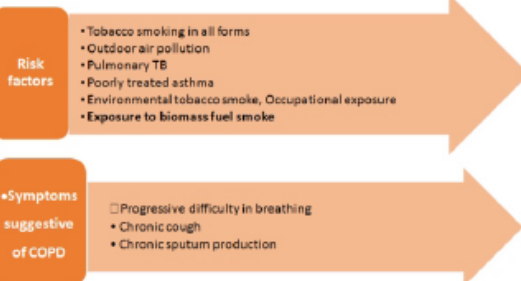 Risk
factors
• Tobacco smoking in all forms
• Outdoor air pollution
• Pulmonary TB
• Poorly treated asthma
• Environmental tobacco smoke, Occupational exposure
• Exposure to biomass fuel smoke
•Symptoms
suggestive
of COPD
□Progressive difficulty in breathing
• Chronic cough
• Chronic sputum production